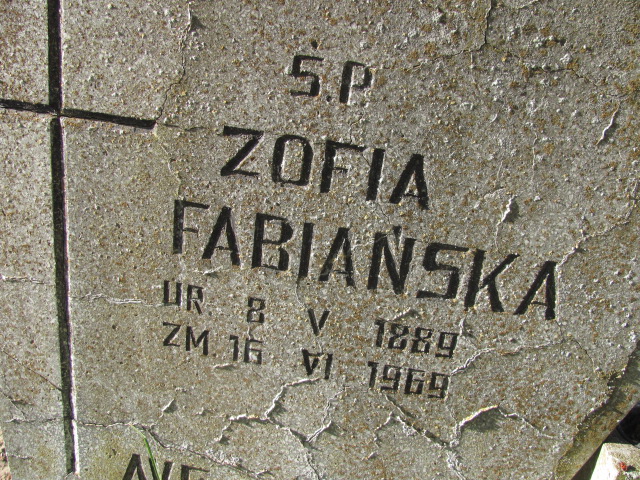 Ś.P
ZOFIA
FABIAŃSKA
UR 8 V 1889
ZM. 16 VI 1969